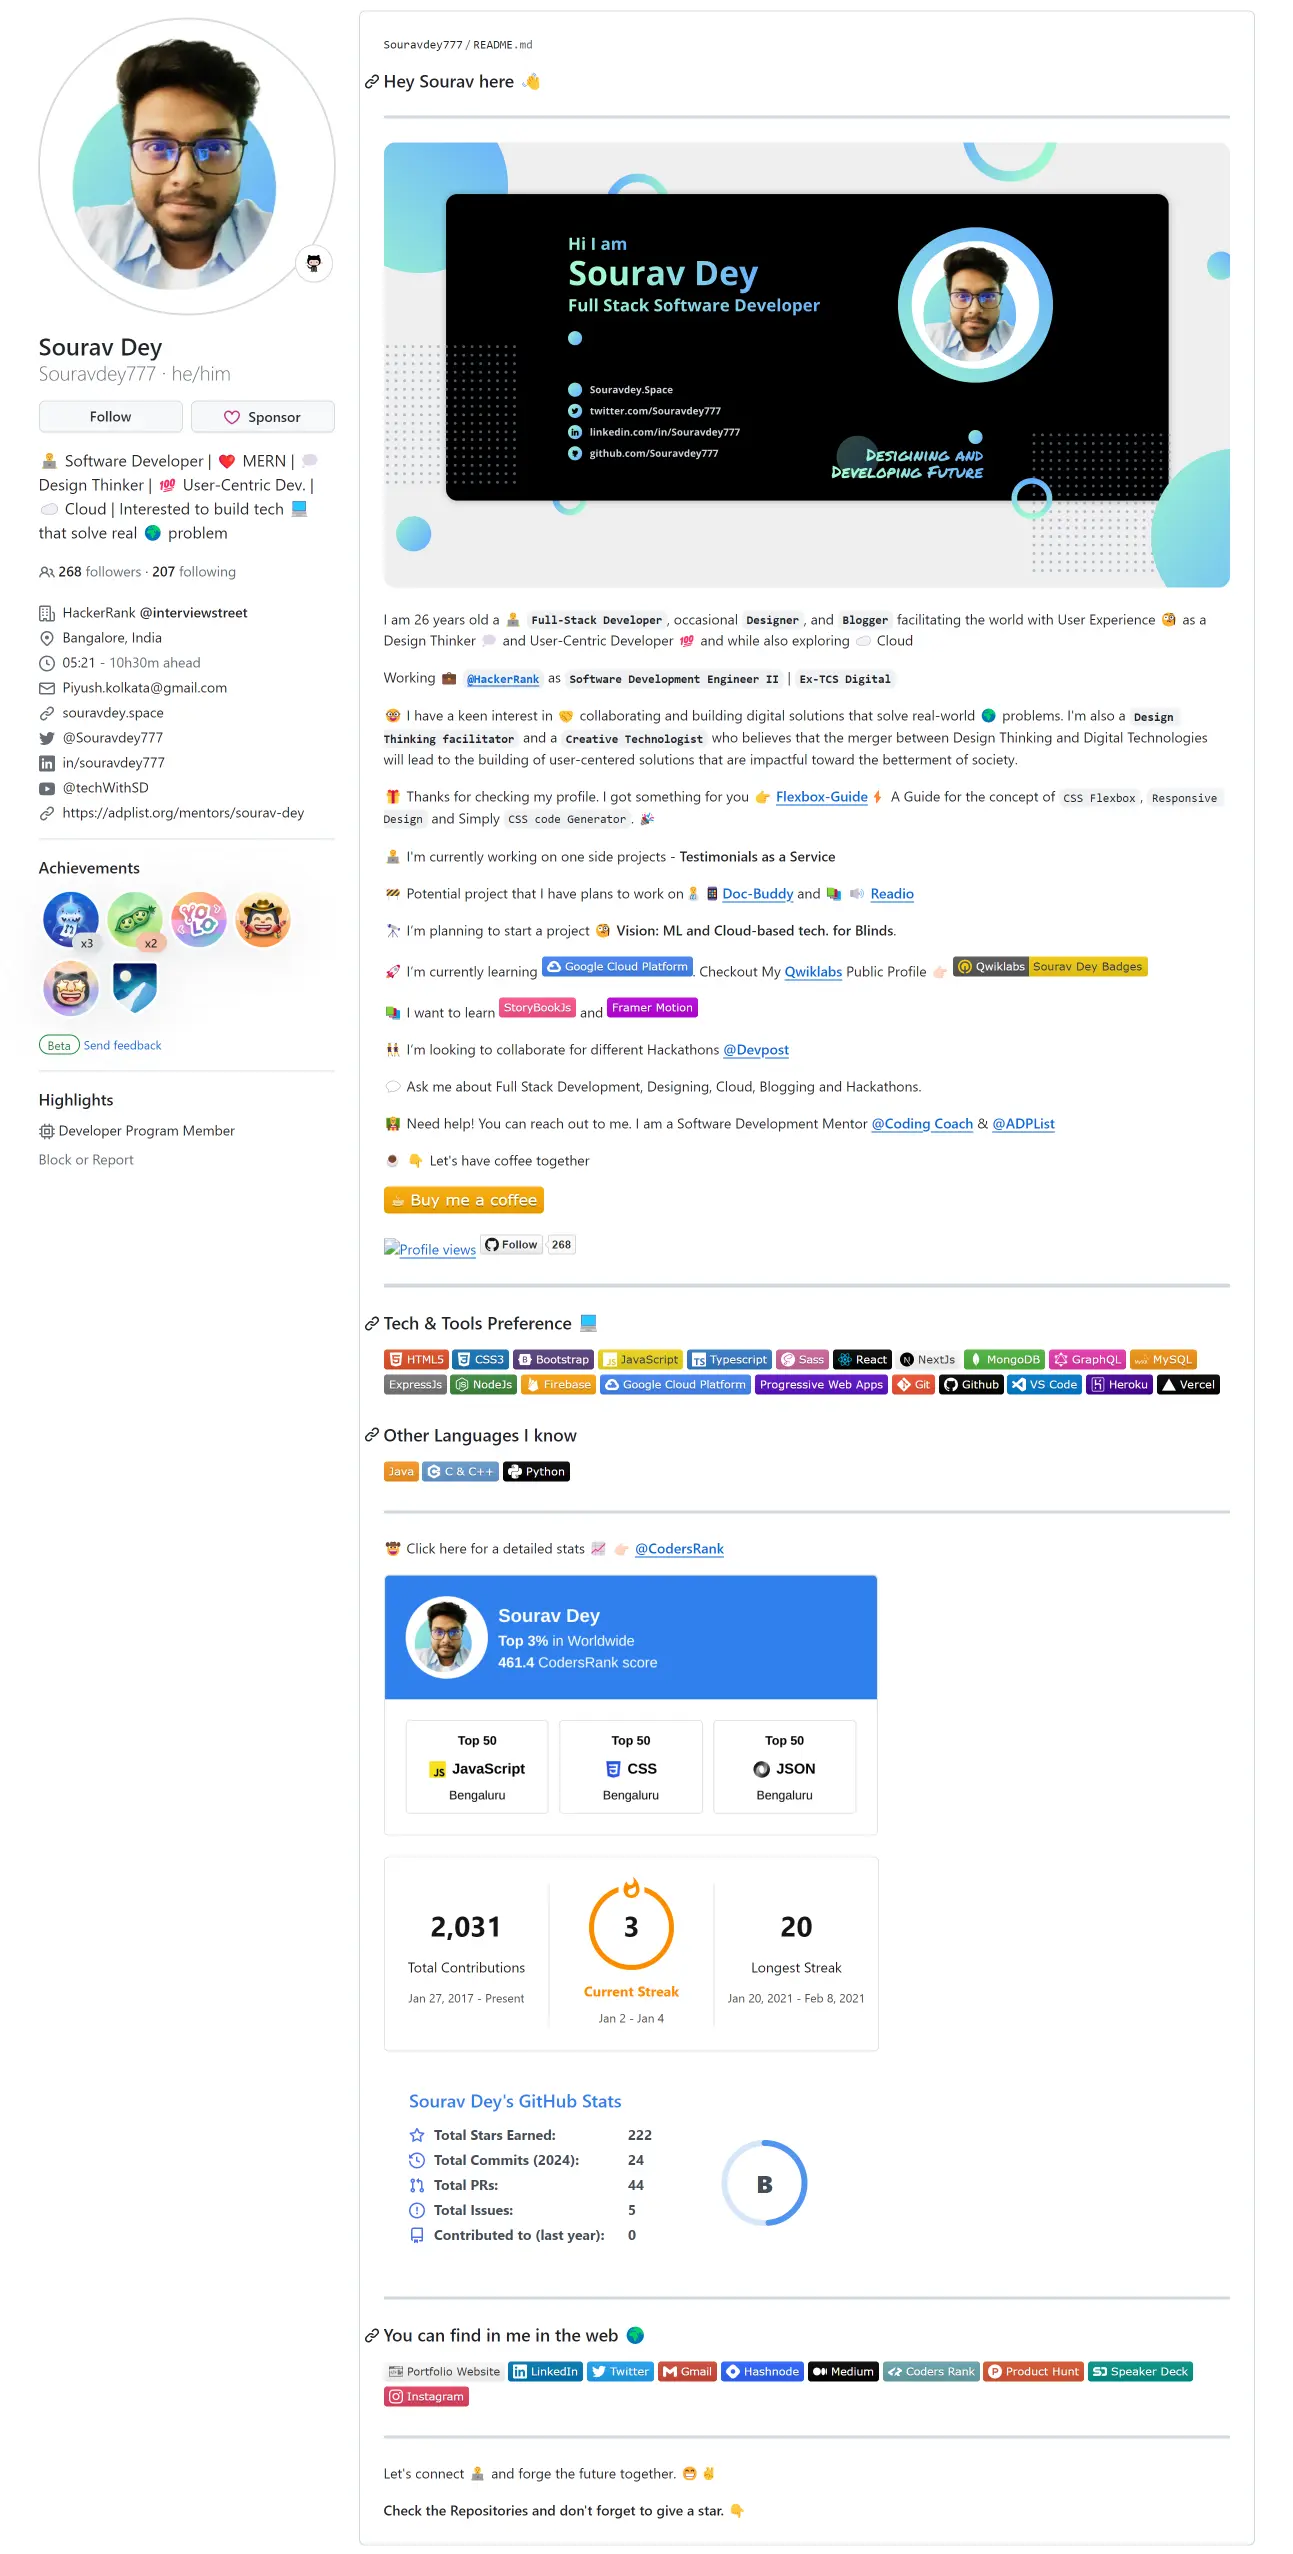 Sourav Dey
Souravdey777 · he/him
Follow
Sponsor
Software Developer | ❤️ MERN | 💭
Design Thinker | 💯 User-Centric Dev. |
☁️ Cloud | Interested to build tech 💻
that solve real 🌍 problem
268 followers · 207 following
HackerRank @interviewstreet
Bangalore, India
05:21 - 10h30m ahead
Piyush.kolkata@gmail.com
souravdey.space
@Souravdey777
in/souravdey777
@techWithSD
https://adplist.org/mentors/sourav-dey
Achievements
x3
x2
YOLO
Beta Send feedback
Highlights
Developer Program Member
Block or Report
Souravdey777 / README.md
Hey Sourav here 👋
Hi I am
Sourav Dey
Full Stack Software Developer
Souravdey.Space
twitter.com/Souravdey777
linkedin.com/in/Souravdey777
github.com/Souravdey777
Desigining and
Developing Future
I am 26 years old a Full-Stack Developer, occasional Designer, and Blogger facilitating the world with User Experience 🧐 as a
Design Thinker 💭 and User-Centric Developer 💯 and while also exploring ☁️ Cloud
Working 💼 @HackerRank as Software Development Engineer II | Ex-TCS Digital
I have a keen interest in 🤝 collaborating and building digital solutions that solve real-world 🌍 problems. I'm also a Design
Thinking facilitator and a Creative Technologist who believes that the merger between Design Thinking and Digital Technologies
will lead to the building of user-centered solutions that are impactful toward the betterment of society.
🎁 Thanks for checking my profile. I got something for you 👉 Flexbox-Guide⚡ A Guide for the concept of CSS Flexbox, Responsive
Design and Simply CSS code Generator. 🎉
I'm currently working on one side projects - Testimonials as a Service
🚧 Potential project that I have plans to work on Doc-Buddy and 📚 🔊 Readio
🔭 I'm planning to start a project 🧐 Vision: ML and Cloud-based tech. for Blinds.
🚀 I'm currently learning Google Cloud Platform. Checkout My Qwiklabs Public Profile 👉🏻 Qwiklabs Sourav Dey Badges
📚 I want to learn StoryBookJs and Framer Motion
👯 I'm looking to collaborate for different Hackathons @Devpost
💬 Ask me about Full Stack Development, Designing, Cloud, Blogging and Hackathons.
Need help! You can reach out to me. I am a Software Development Mentor @Coding Coach & @ADPList
☕ 👇 Let's have coffee together
☕ Buy me a coffee
Profile views Follow 268
Tech & Tools Preference 💻
HTML5 CSS3 Bootstrap JavaScript Typescript Sass React NextJs MongoDB GraphQL MySQL
ExpressJs NodeJs Firebase Google Cloud Platform Progressive Web Apps Git Github VS Code Heroku Vercel
Other Languages I know
Java C & C++ Python
🤠 Click here for a detailed stats 📈 👉🏻 @CodersRank
Sourav Dey
Top 3% in Worldwide
461.4 CodersRank score
Top 50
JS JavaScript
Bengaluru
Top 50
CSS
Bengaluru
Top 50
JSON
Bengaluru
2,031
Total Contributions
Jan 27, 2017 - Present
3
Current Streak
Jan 2 - Jan 4
20
Longest Streak
Jan 20, 2021 - Feb 8, 2021
Sourav Dey's GitHub Stats
Total Stars Earned: 222
Total Commits (2024): 24
Total PRs: 44
Total Issues: 5
Contributed to (last year): 0
B
You can find in me in the web 🌍
Portfolio Website LinkedIn Twitter Gmail Hashnode Medium Coders Rank Product Hunt Speaker Deck
Instagram
Let's connect and forge the future together. 😁✌️
Check the Repositories and don't forget to give a star. 👇